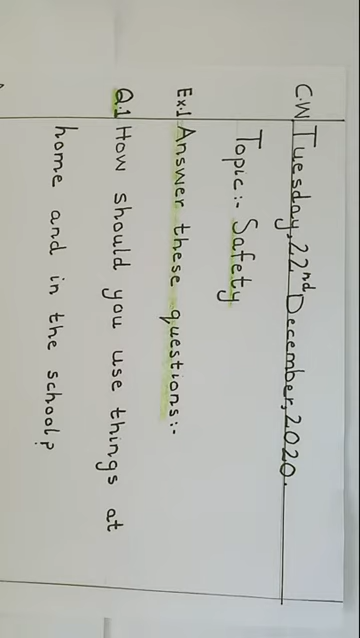 C.W Tuesday, 22nd December, 2020.
Topic:- Safety
Ex.1 Answer these questions:-
Q.1 How should you use things at
home and in the school?